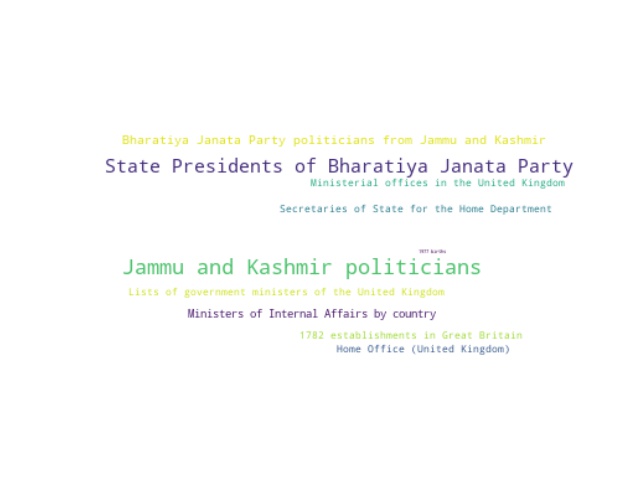 Bharatiya Janata Party politicians from Jammu and Kashmir
State Presidents of Bharatiya Janata Party
Ministerial offices in the United Kingdom
Secretaries of State for the Home Department
births
Jammu and Kashmir politicians
Lists of government ministers of the United Kingdom
Ministers of Internal Affairs by country
1782 establishments in Great Britain
Home Office (United Kingdom)